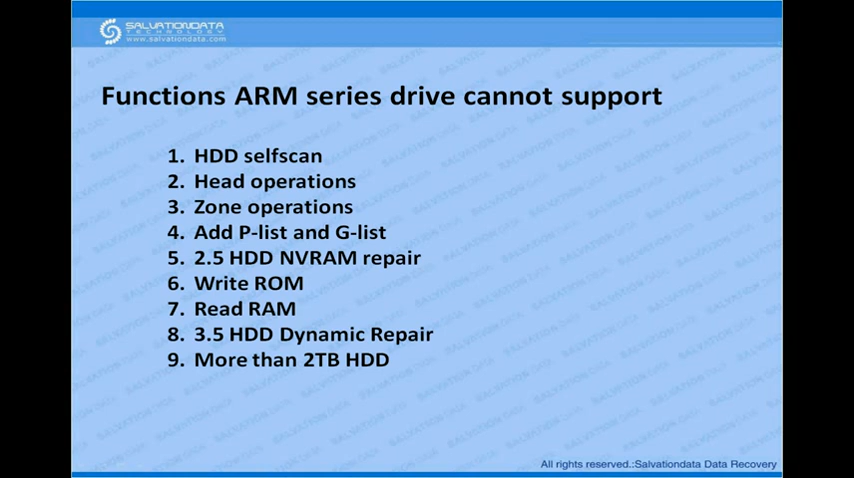 SALVATIONDATA
TECHNOLOGY
www.salvationdata.com
Functions ARM series drive cannot support
1. HDD selfscan
2. Head operations
3. Zone operations
4. Add P-list and G-list
5. 2.5 HDD NVRAM repair
6. Write ROM
7. Read RAM
8. 3.5 HDD Dynamic Repair
9. More than 2TB HDD
All rights reserved.:Salvationdata Data Recovery